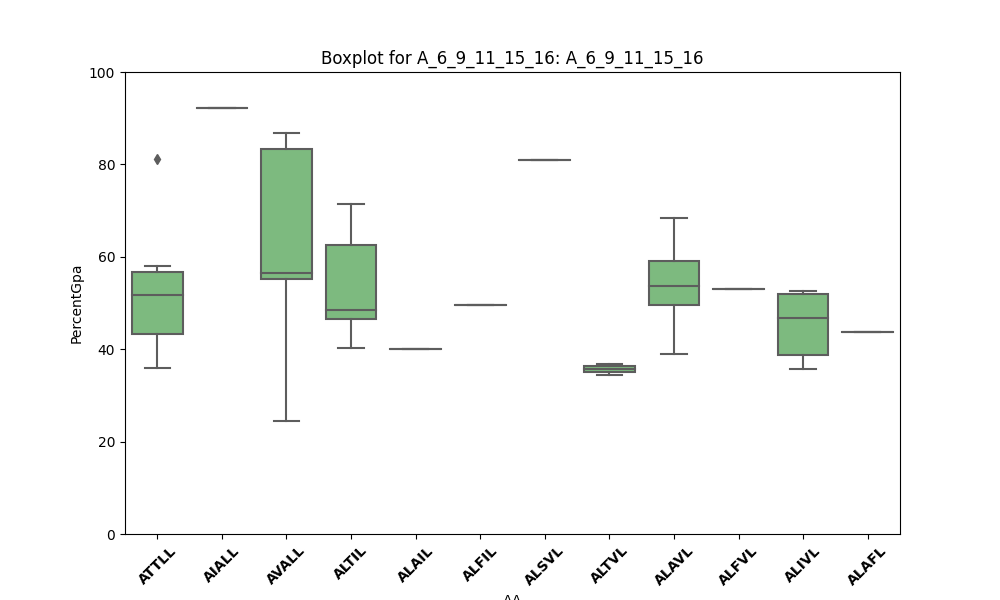 Boxplot for A_6_9_11_15_16: A_6_9_11_15_16
100
80
60
40
20
0
PercentGpa
ATTLL
AIALL
AVALL
ALTIL
ALAIL
ALFIL
ALSVL
ALTVL
ALAVL
ALFVL
ALIVL
ALAFL
AA